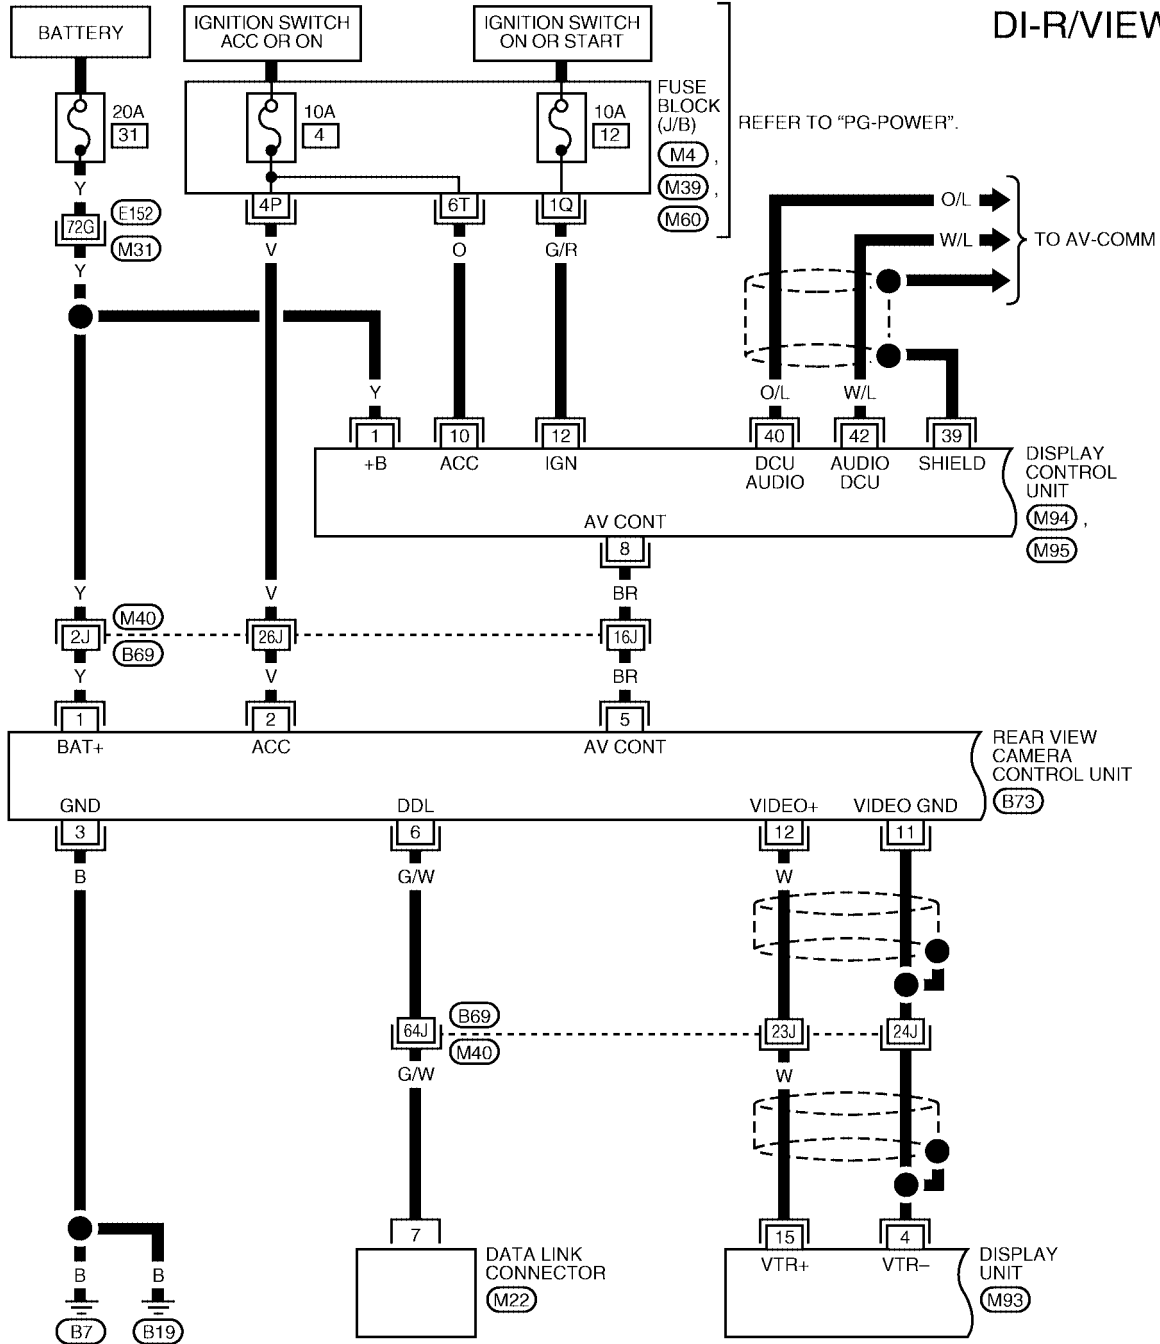 DI-R/VIEW
BATTERY
IGNITION SWITCH
ACC OR ON
IGNITION SWITCH
ON OR START
20A
31
10A
4
10A
12
FUSE
BLOCK
(J/B)
M4 ,
M39 ,
M60
REFER TO “PG-POWER”.
Y
72G
E152
M31
Y
4P
6T
1Q
V
O
G/R
O/L
W/L
TO AV-COMM
Y
O/L
W/L
1
10
12
40
42
39
+B
ACC
IGN
DCU
AUDIO
AUDIO
DCU
SHIELD
DISPLAY
CONTROL
UNIT
M94 ,
M95
AV CONT
8
Y
V
BR
2J
M40
B69
26J
16J
Y
V
BR
1
2
5
BAT+
ACC
AV CONT
REAR VIEW
CAMERA
CONTROL UNIT
B73
GND
DDL
VIDEO+
VIDEO GND
3
6
12
11
B
G/W
W
64J
B69
M40
23J
24J
G/W
W
7
15
4
DATA LINK
CONNECTOR
M22
VTR+
VTR–
DISPLAY
UNIT
M93
B
B
B7
B19